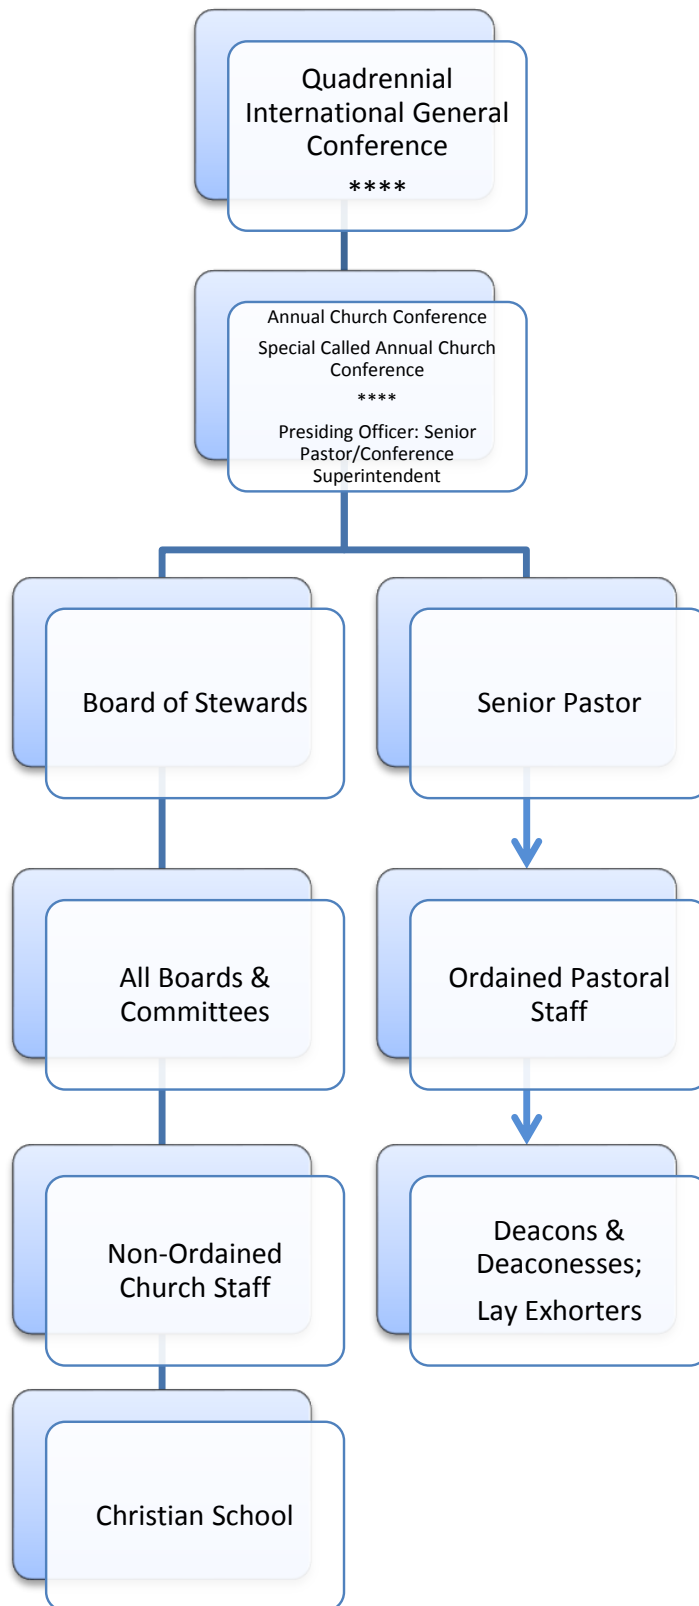 Quadrennial
International General
Conference
****
Annual Church Conference
Special Called Annual Church
Conference
****
Presiding Officer: Senior
Pastor/Conference
Superintendent
Board of Stewards
Senior Pastor
All Boards &
Committees
Ordained Pastoral
Staff
Non-Ordained
Church Staff
Deacons &
Deaconesses;
Lay Exhorters
Christian School